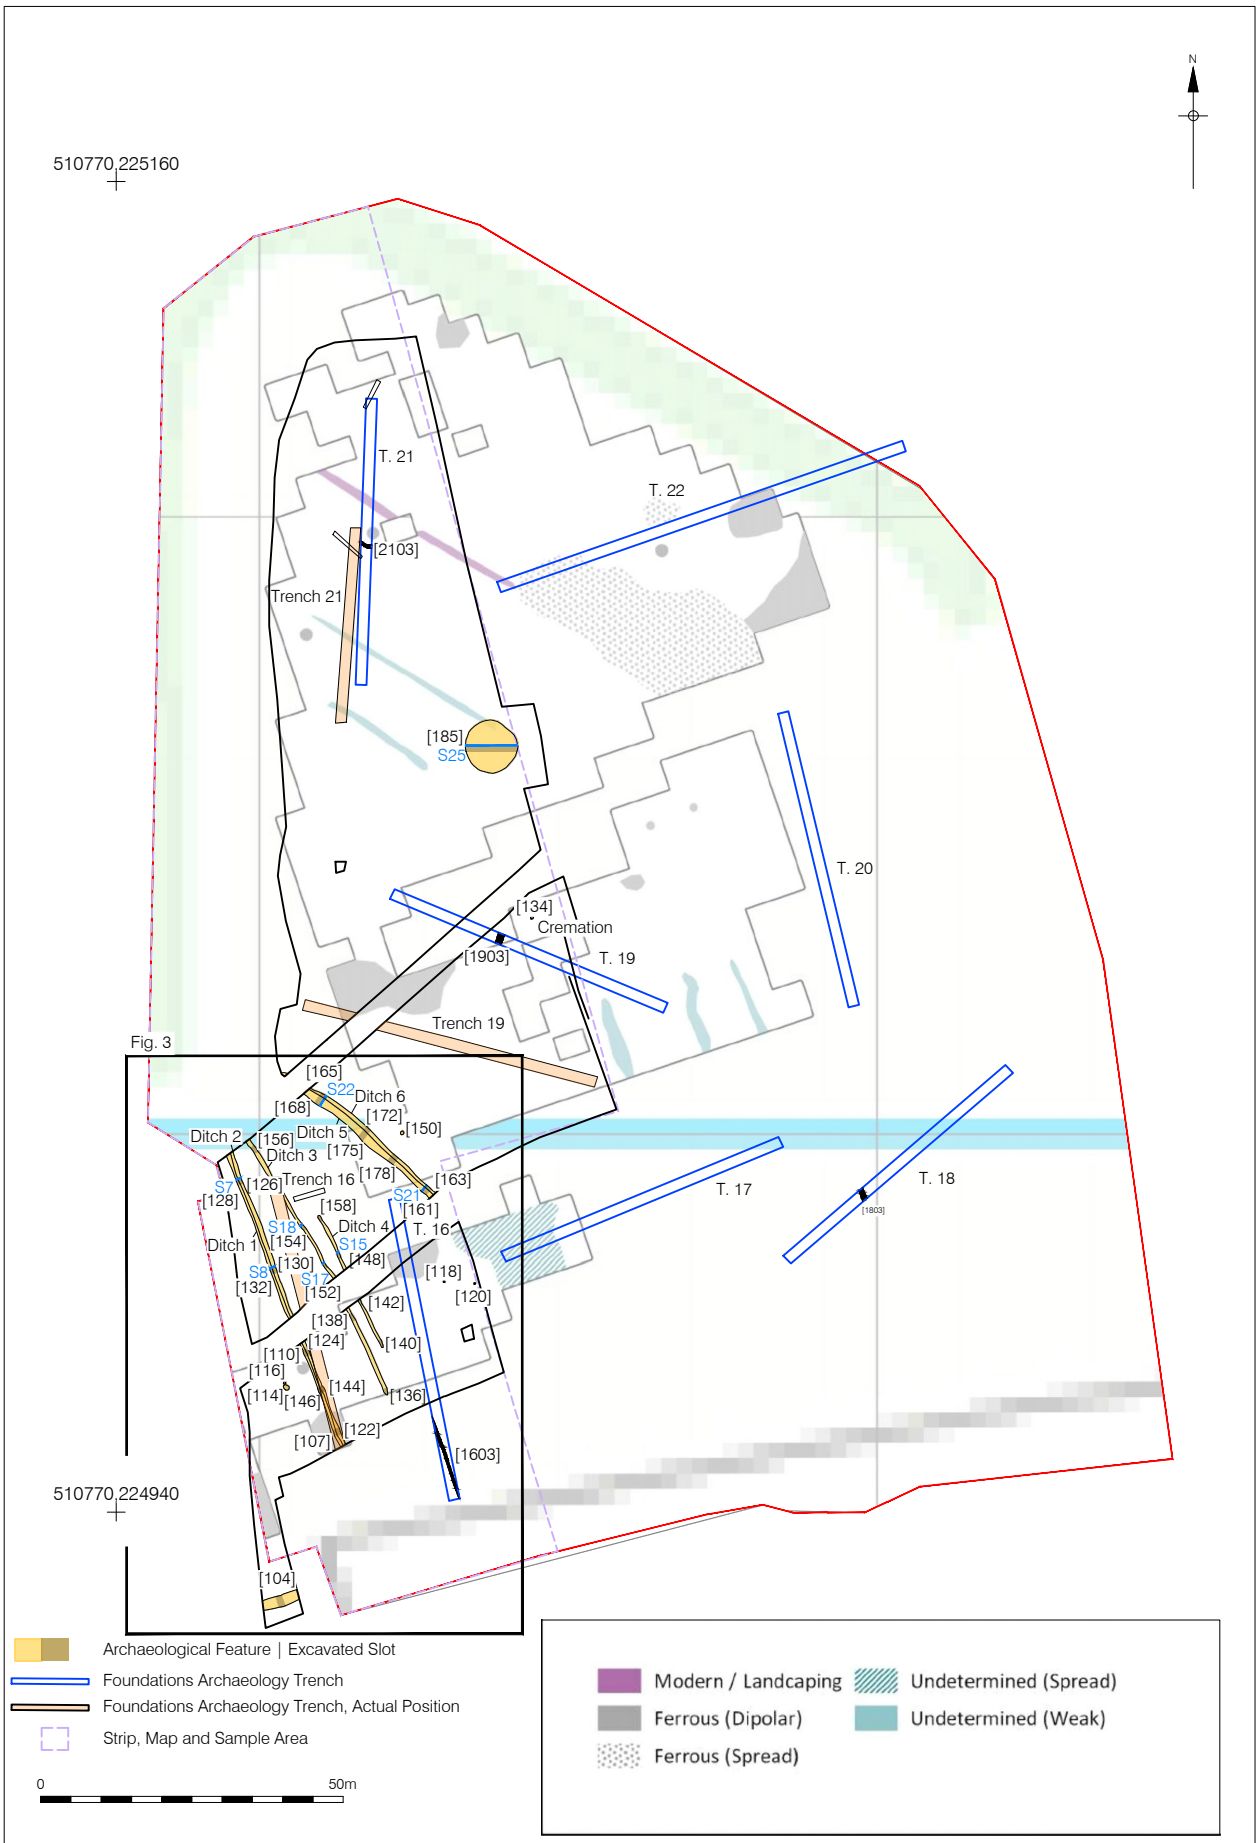 N
510770,225160
T. 21
T. 22
[2103]
Trench 21
[185]
S25
T. 20
[134]
Cremation
[1903]
T. 19
Trench 19
Fig. 3
[165]
S22
Ditch 6
[168]
[172]
Ditch 5
[150]
Ditch 2
[156]
[175]
Ditch 3
[178]
[126]
Trench 16
S7
[163]
[128]
S21
[161]
[158]
T. 17
T. 18
[1803]
S18
Ditch 4
T. 16
Ditch 1
[154]
S15
[130]
[148]
S8
S17
[132]
[152]
[118]
[120]
[142]
[138]
[124]
[110]
[140]
[116]
[144]
[114]
[146]
[136]
[122]
[107]
[1603]
510770,224940
[104]
Archaeological Feature | Excavated Slot
Foundations Archaeology Trench
Foundations Archaeology Trench, Actual Position
Strip, Map and Sample Area
0 50m
Modern / Landscaping
Undetermined (Spread)
Ferrous (Dipolar)
Undetermined (Weak)
Ferrous (Spread)